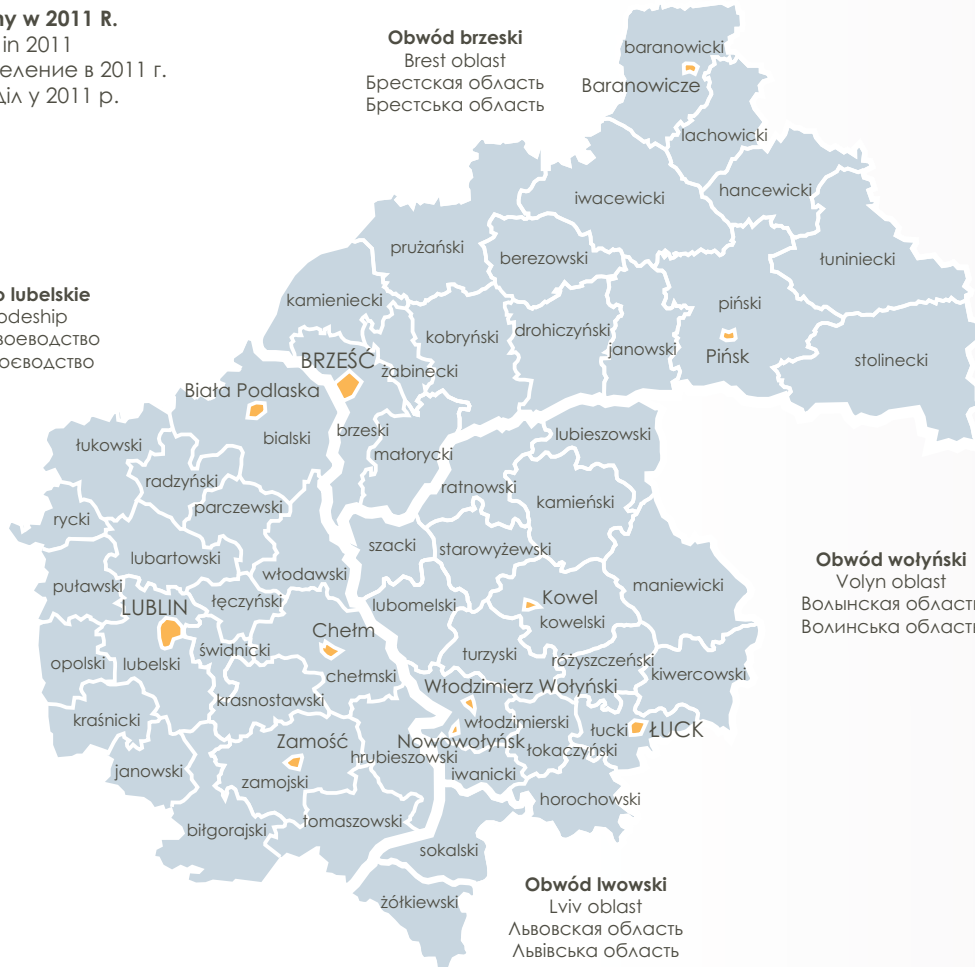 ny w 2011 R.
in 2011
еление в 2011 г.
діл у 2011 р.
Obwód brzeski
Brest oblast
Брестская область
Брестська область
baranowicki
Baranowicze
lachowicki
hancewicki
iwacewicki
prużański
berezowski
łuniniecki
kamieniecki
piński
kobryński
drohiczyński
janowski
Pińsk
stolinecki
o lubelskie
odeship
воеводство
оєводство
BRZEŚĆ
żabinecki
Biała Podlaska
bialski
brzeski
małorycki
lubieszowski
łukowski
radzyński
parczewski
ratnowski
kamieński
rycki
szacki
starowyżewski
lubartowski
włodawski
puławski
łęczyński
lubomelski
maniewicki
LUBLIN
Kowel
kowelski
Chełm
świdnicki
chełmski
turzyski
różyszczeński
kiwercowski
opolski
lubelski
krasnostawski
Włodzimierz Wołyński
włodzimierski
kraśnicki
Zamość
Nowowołyńsk
łucki
ŁUCK
hrubieszowski
łokaczyński
janowski
zamojski
iwanicki
horochowski
biłgorajski
tomaszowski
sokalski
żółkiewski
Obwód wołyński
Volyn oblast
Волынская област
Волинська област
Obwód lwowski
Lviv oblast
Львовская область
Львівська область